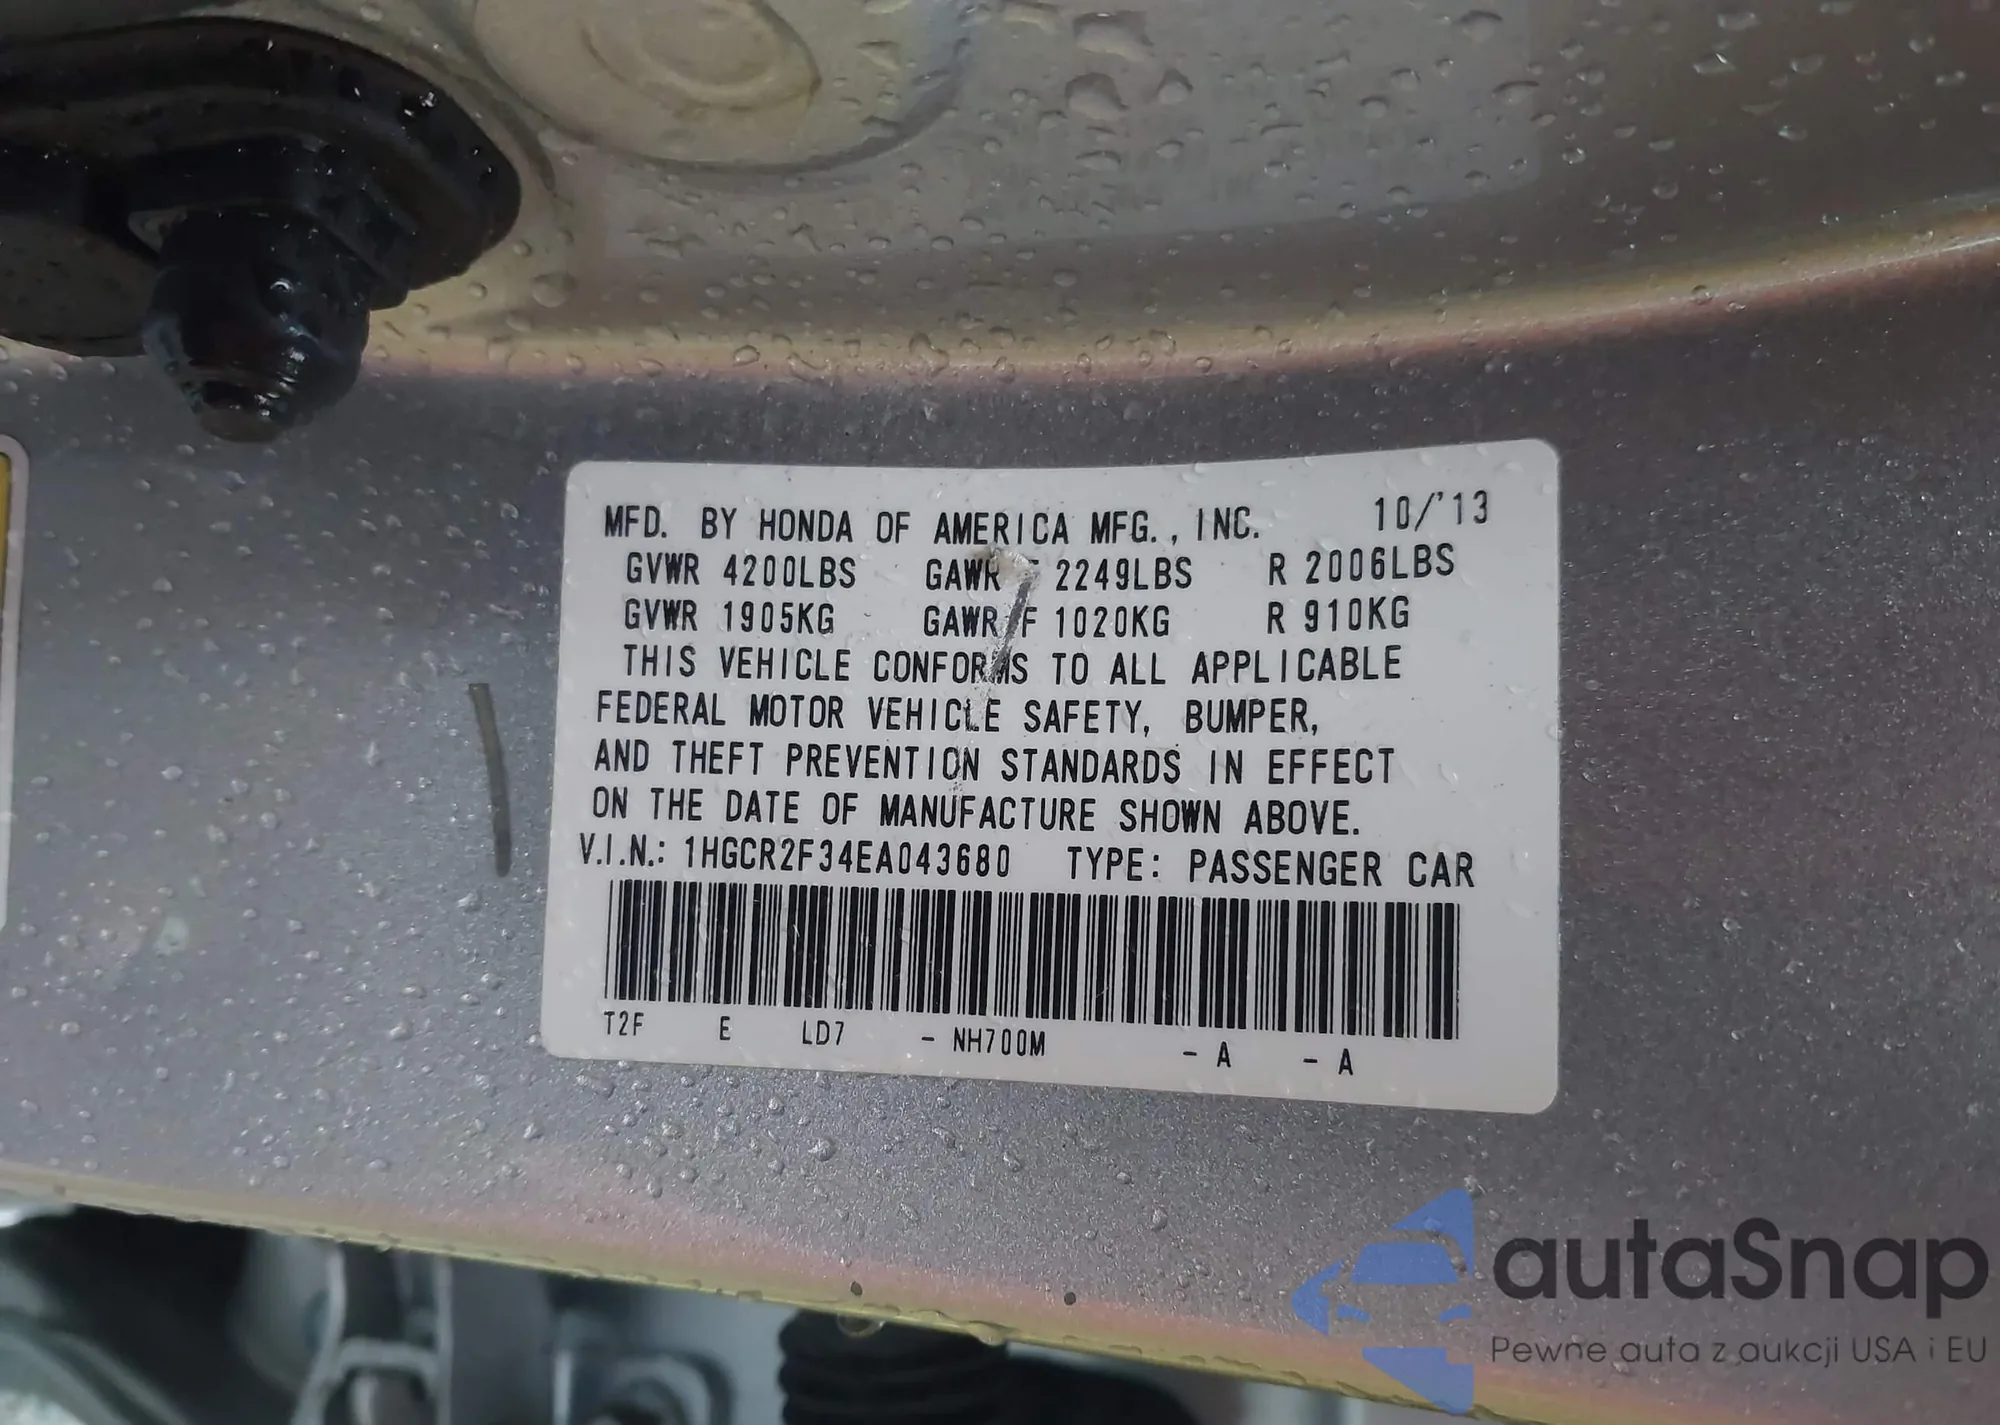 MFD. BY HONDA OF AMERICA MFG., INC. 10/'13
GVWR 4200LBS GAWR F 2249LBS R 2006LBS
GVWR 1905KG GAWR F 1020KG R 910KG
THIS VEHICLE CONFORMS TO ALL APPLICABLE
FEDERAL MOTOR VEHICLE SAFETY, BUMPER,
AND THEFT PREVENTION STANDARDS IN EFFECT
ON THE DATE OF MANUFACTURE SHOWN ABOVE.
V.I.N.: 1HGCR2F34EA043680 TYPE: PASSENGER CAR
T2F E LD7 - NH700M - A - A
autaSnap
Pewne auta z aukcji USA i EU